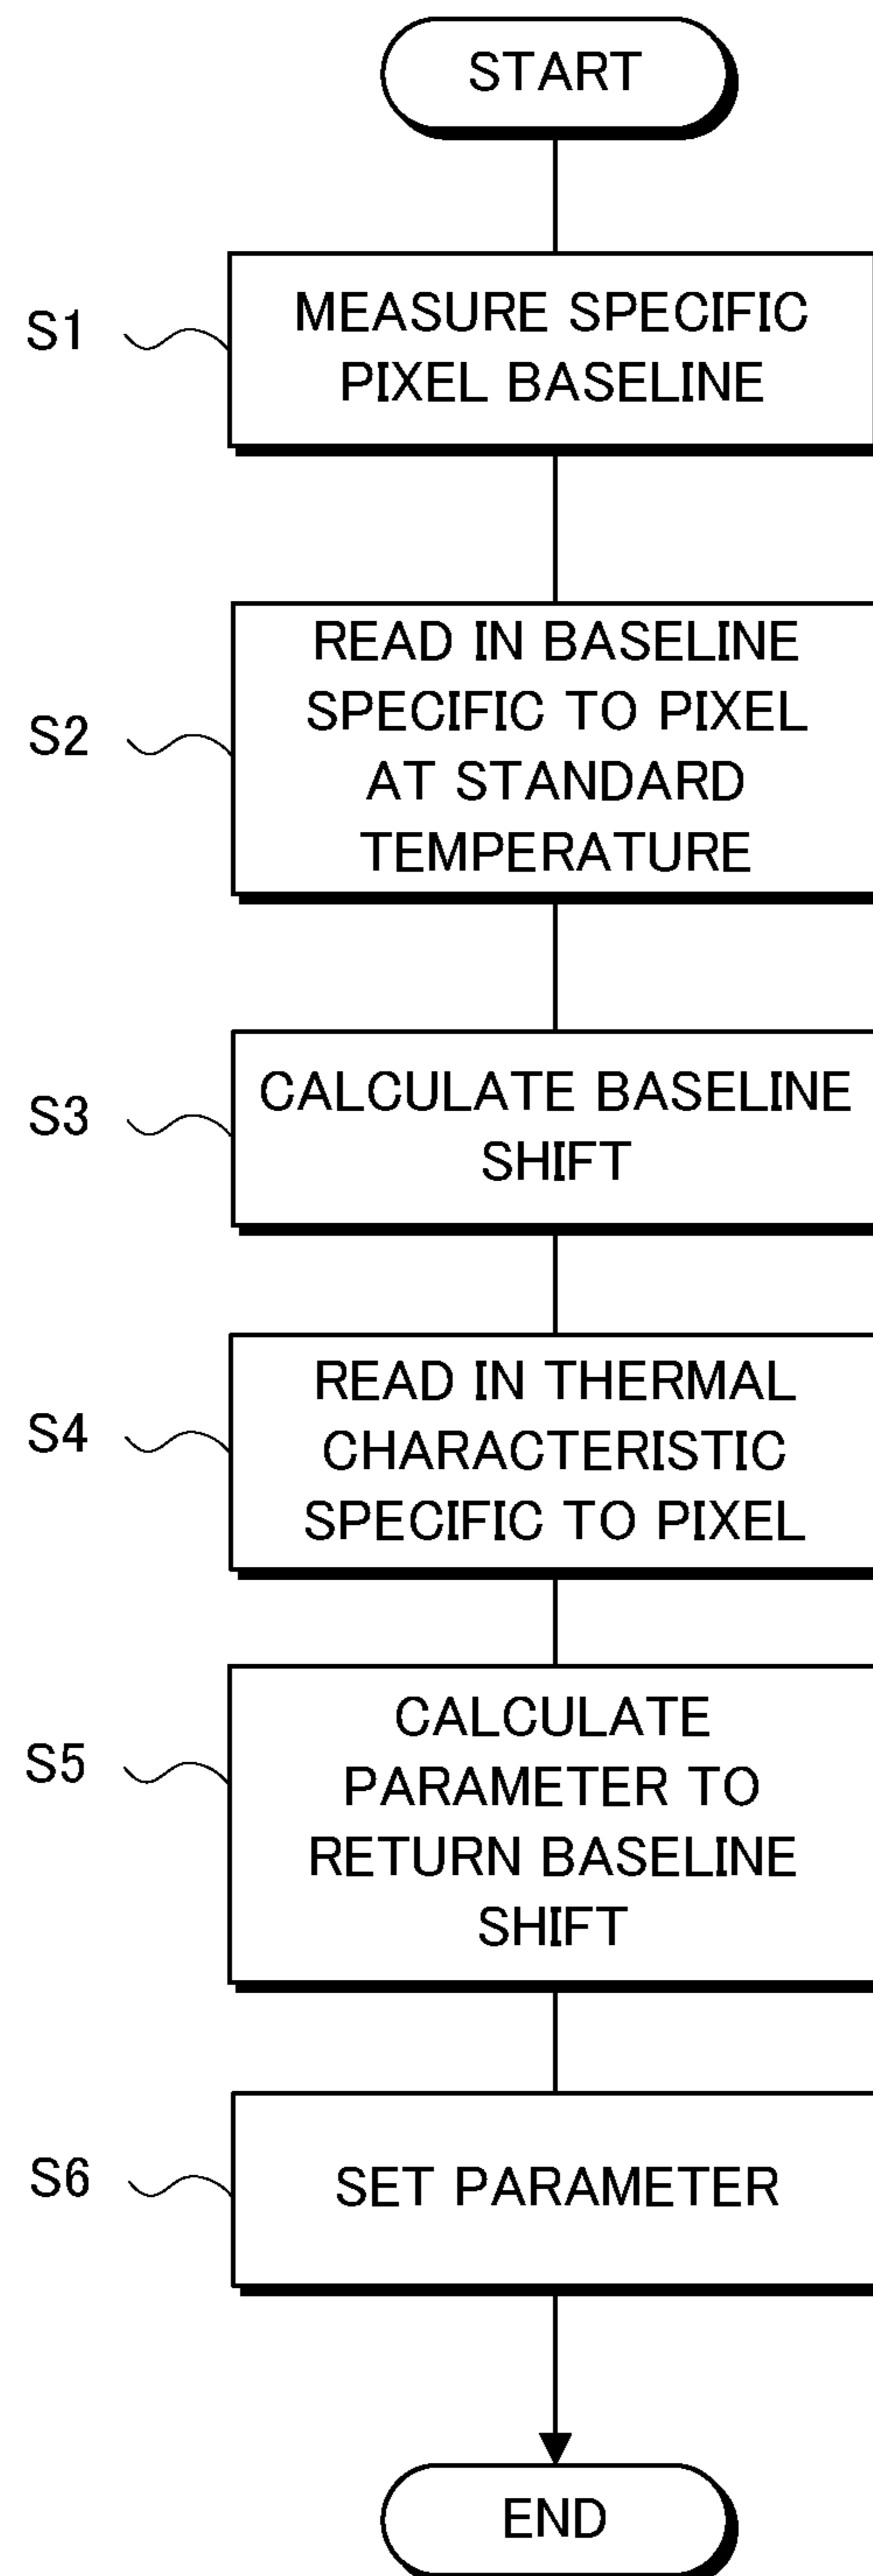 START
S1
MEASURE SPECIFIC
PIXEL BASELINE
S2
READ IN BASELINE
SPECIFIC TO PIXEL
AT STANDARD
TEMPERATURE
S3
CALCULATE BASELINE
SHIFT
S4
READ IN THERMAL
CHARACTERISTIC
SPECIFIC TO PIXEL
S5
CALCULATE
PARAMETER TO
RETURN BASELINE
SHIFT
S6
SET PARAMETER
END